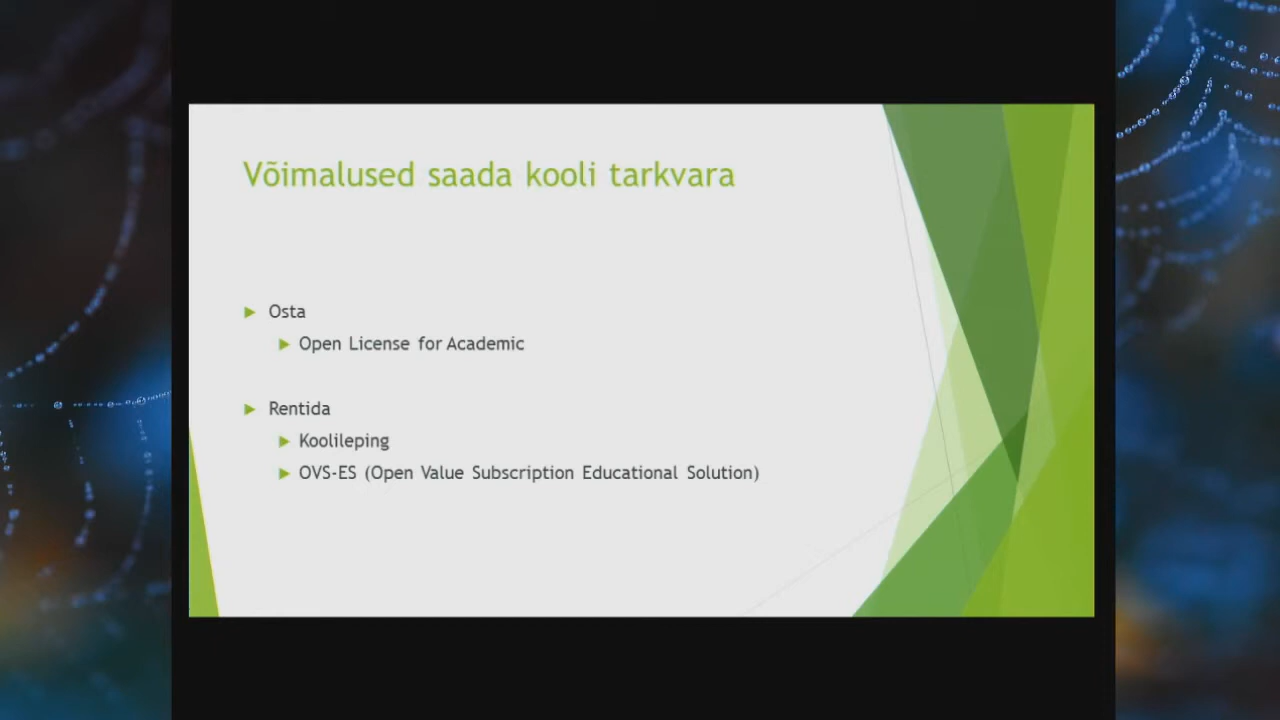 Võimalused saada kooli tarkvara
Osta
Open License for Academic
Rentida
Koolileping
OVS-ES (Open Value Subscription Educational Solution)